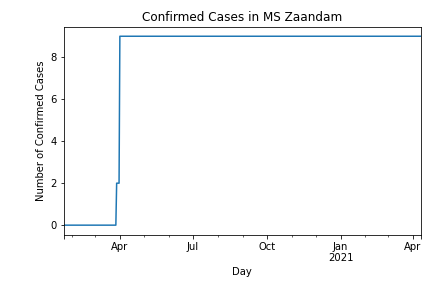 Confirmed Cases in MS Zaandam
Number of Confirmed Cases
8
6
4
2
0
Apr Jul Oct Jan Apr
2021
Day